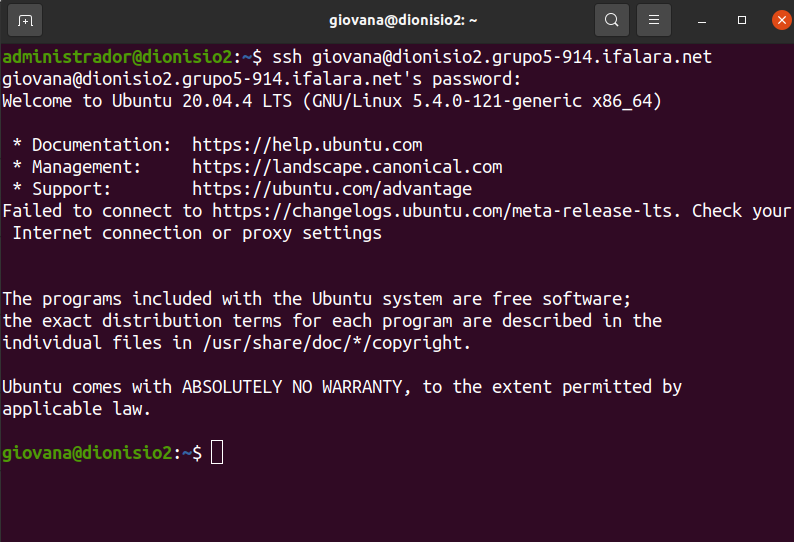 giovana@dionisio2: ~
administrador@dionisio2:~$ ssh giovana@dionisio2.grupo5-914.ifalara.net
giovana@dionisio2.grupo5-914.ifalara.net's password:
Welcome to Ubuntu 20.04.4 LTS (GNU/Linux 5.4.0-121-generic x86_64)

 * Documentation:  https://help.ubuntu.com
 * Management:     https://landscape.canonical.com
 * Support:        https://ubuntu.com/advantage
Failed to connect to https://changelogs.ubuntu.com/meta-release-lts. Check your
 Internet connection or proxy settings

The programs included with the Ubuntu system are free software;
the exact distribution terms for each program are described in the
individual files in /usr/share/doc/*/copyright.

Ubuntu comes with ABSOLUTELY NO WARRANTY, to the extent permitted by
applicable law.

giovana@dionisio2:~$